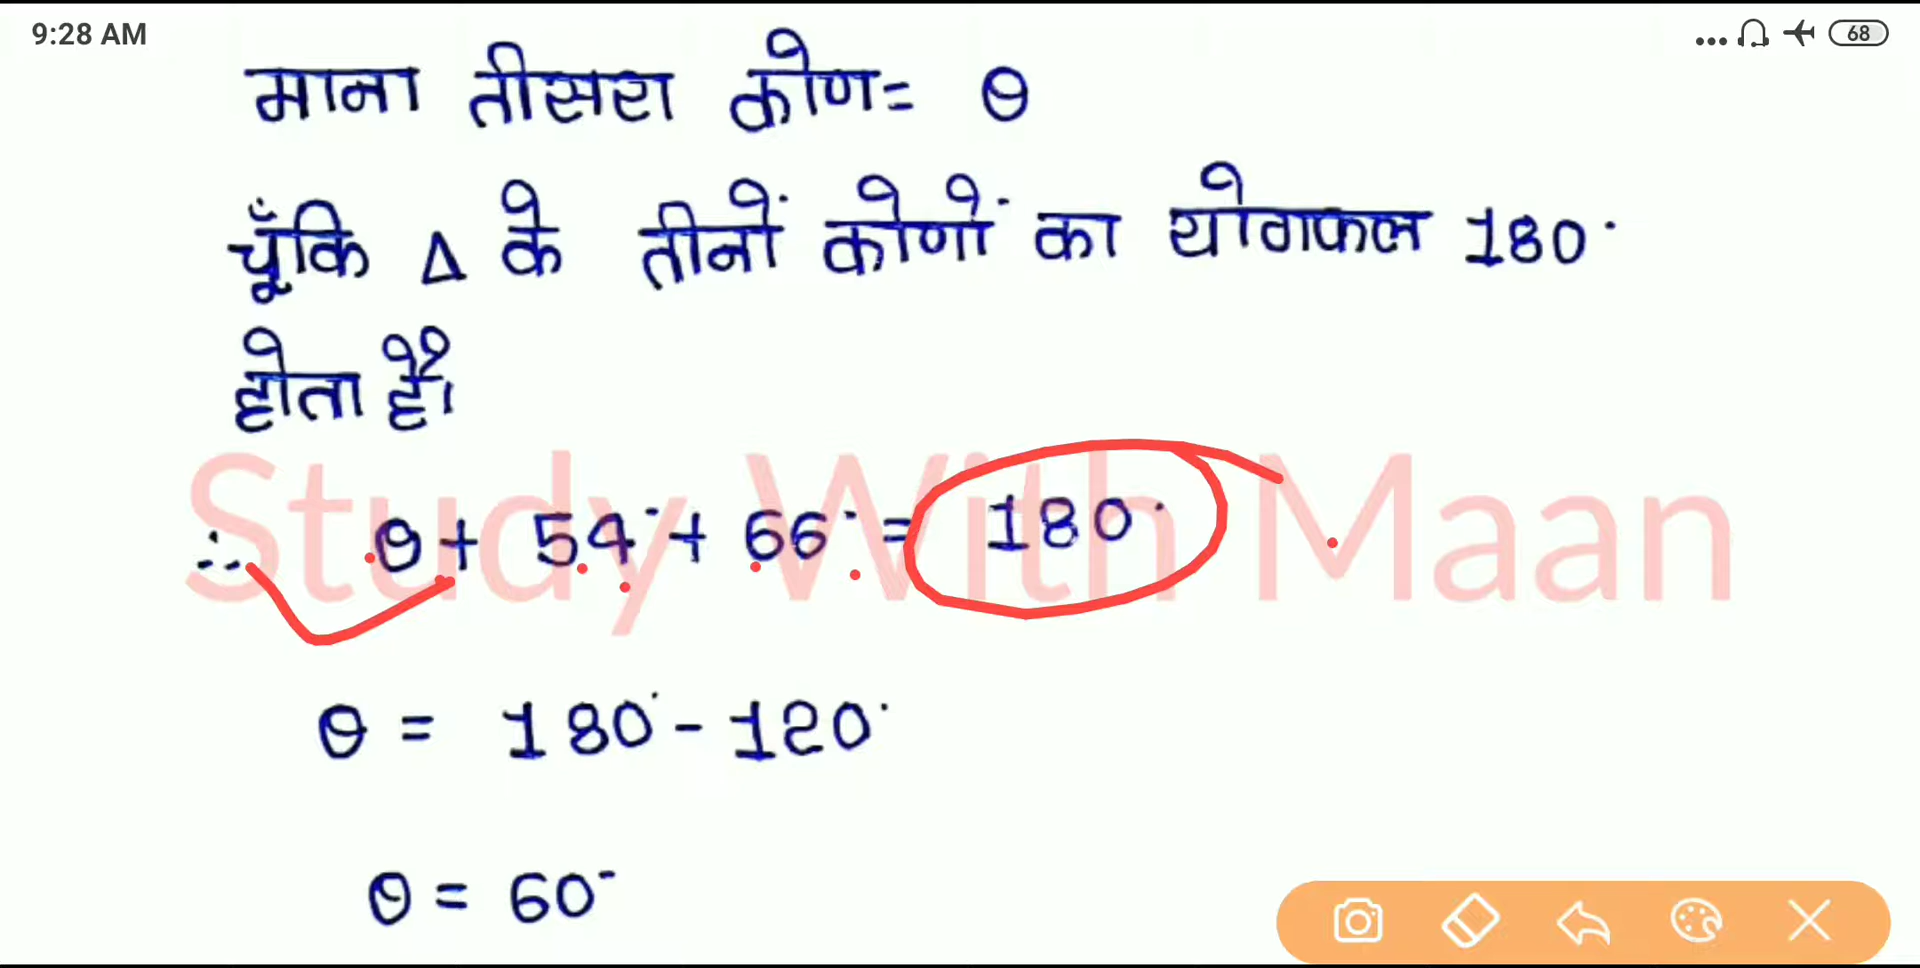 9:28 AM
68
माना तीसरा कोण= θ
चूँकि Δ के तीनों कोणों का योगफल 180°
होता है।
Study With Maan
∴ θ + 54° + 66° = 180°
θ = 180° - 120°
θ = 60°